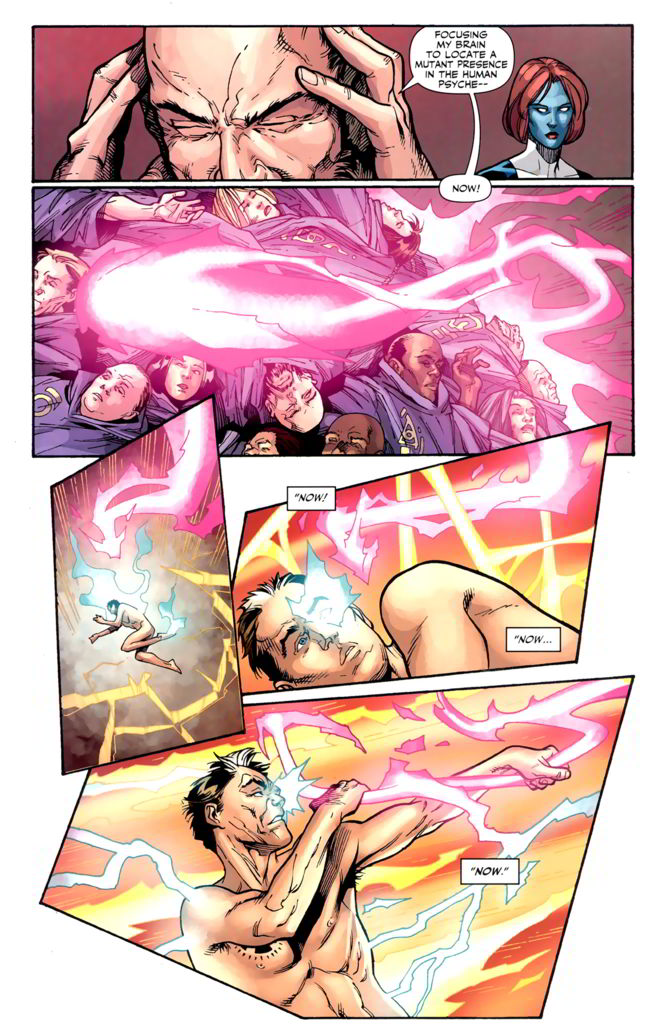 FOCUSING
MY BRAIN
TO LOCATE A
MUTANT PRESENCE
IN THE HUMAN
PSYCHE--
NOW!
"NOW!
"NOW...
"NOW."